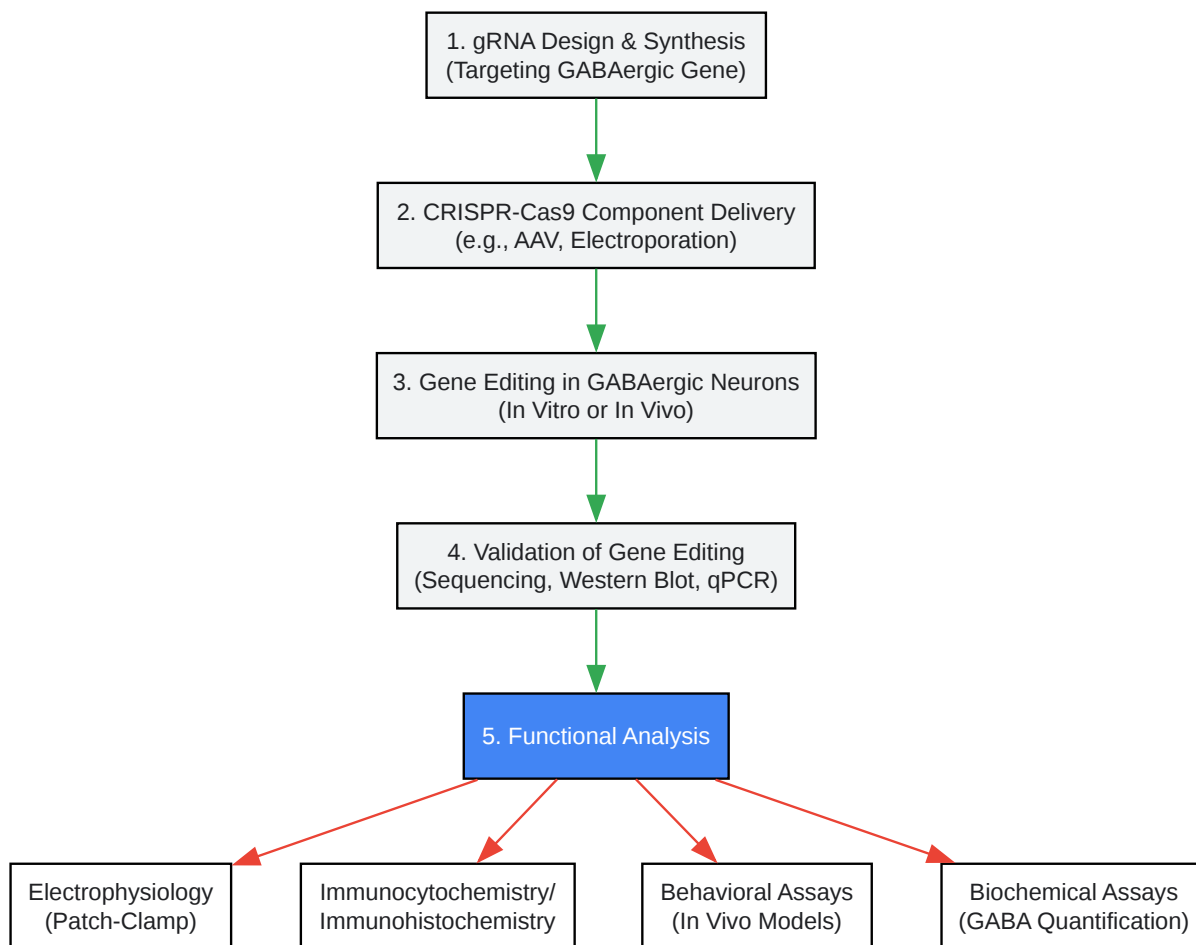 1. gRNA Design & Synthesis
(Targeting GABAergic Gene)
2. CRISPR-Cas9 Component Delivery
(e.g., AAV, Electroporation)
3. Gene Editing in GABAergic Neurons
(In Vitro or In Vivo)
4. Validation of Gene Editing
(Sequencing, Western Blot, qPCR)
5. Functional Analysis
Electrophysiology
(Patch-Clamp)
Immunocytochemistry/
Immunohistochemistry
Behavioral Assays
(In Vivo Models)
Biochemical Assays
(GABA Quantification)